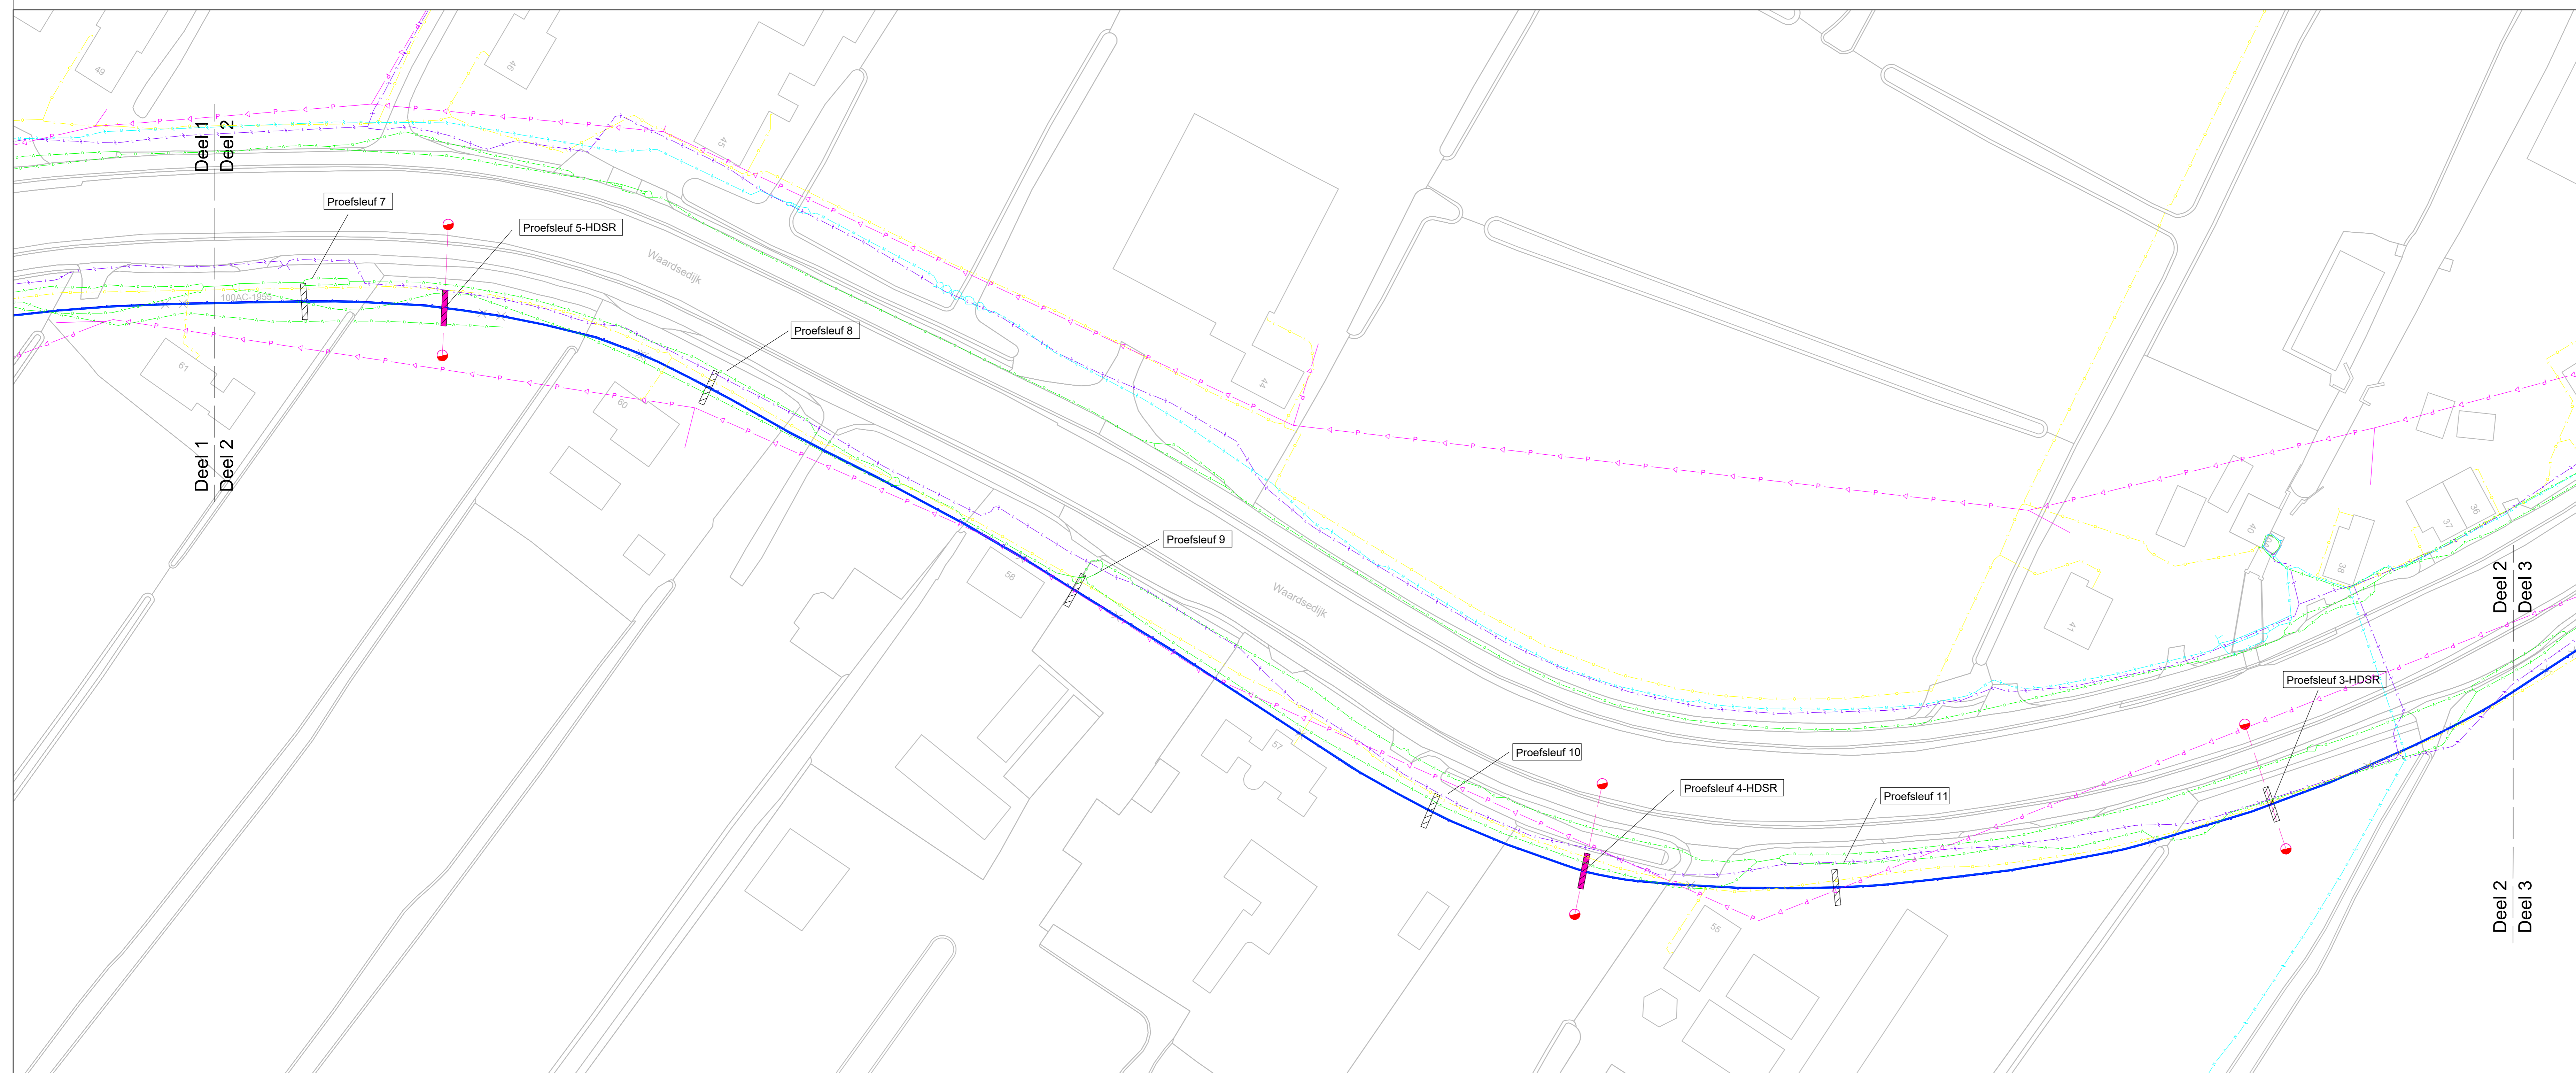 49
46
45
Deel 1
Deel 2
Proefsleuf 7
Proefsleuf 5-HDSR
Waardsedijk
100AC-1955
Proefsleuf 8
61
60
44
Deel 1
Deel 2
Proefsleuf 9
58
Waardsedijk
40
38
37
36
41
Deel 2
Deel 3
Proefsleuf 3-HDSR
57
Proefsleuf 10
Proefsleuf 4-HDSR
Proefsleuf 11
55
Deel 2
Deel 3